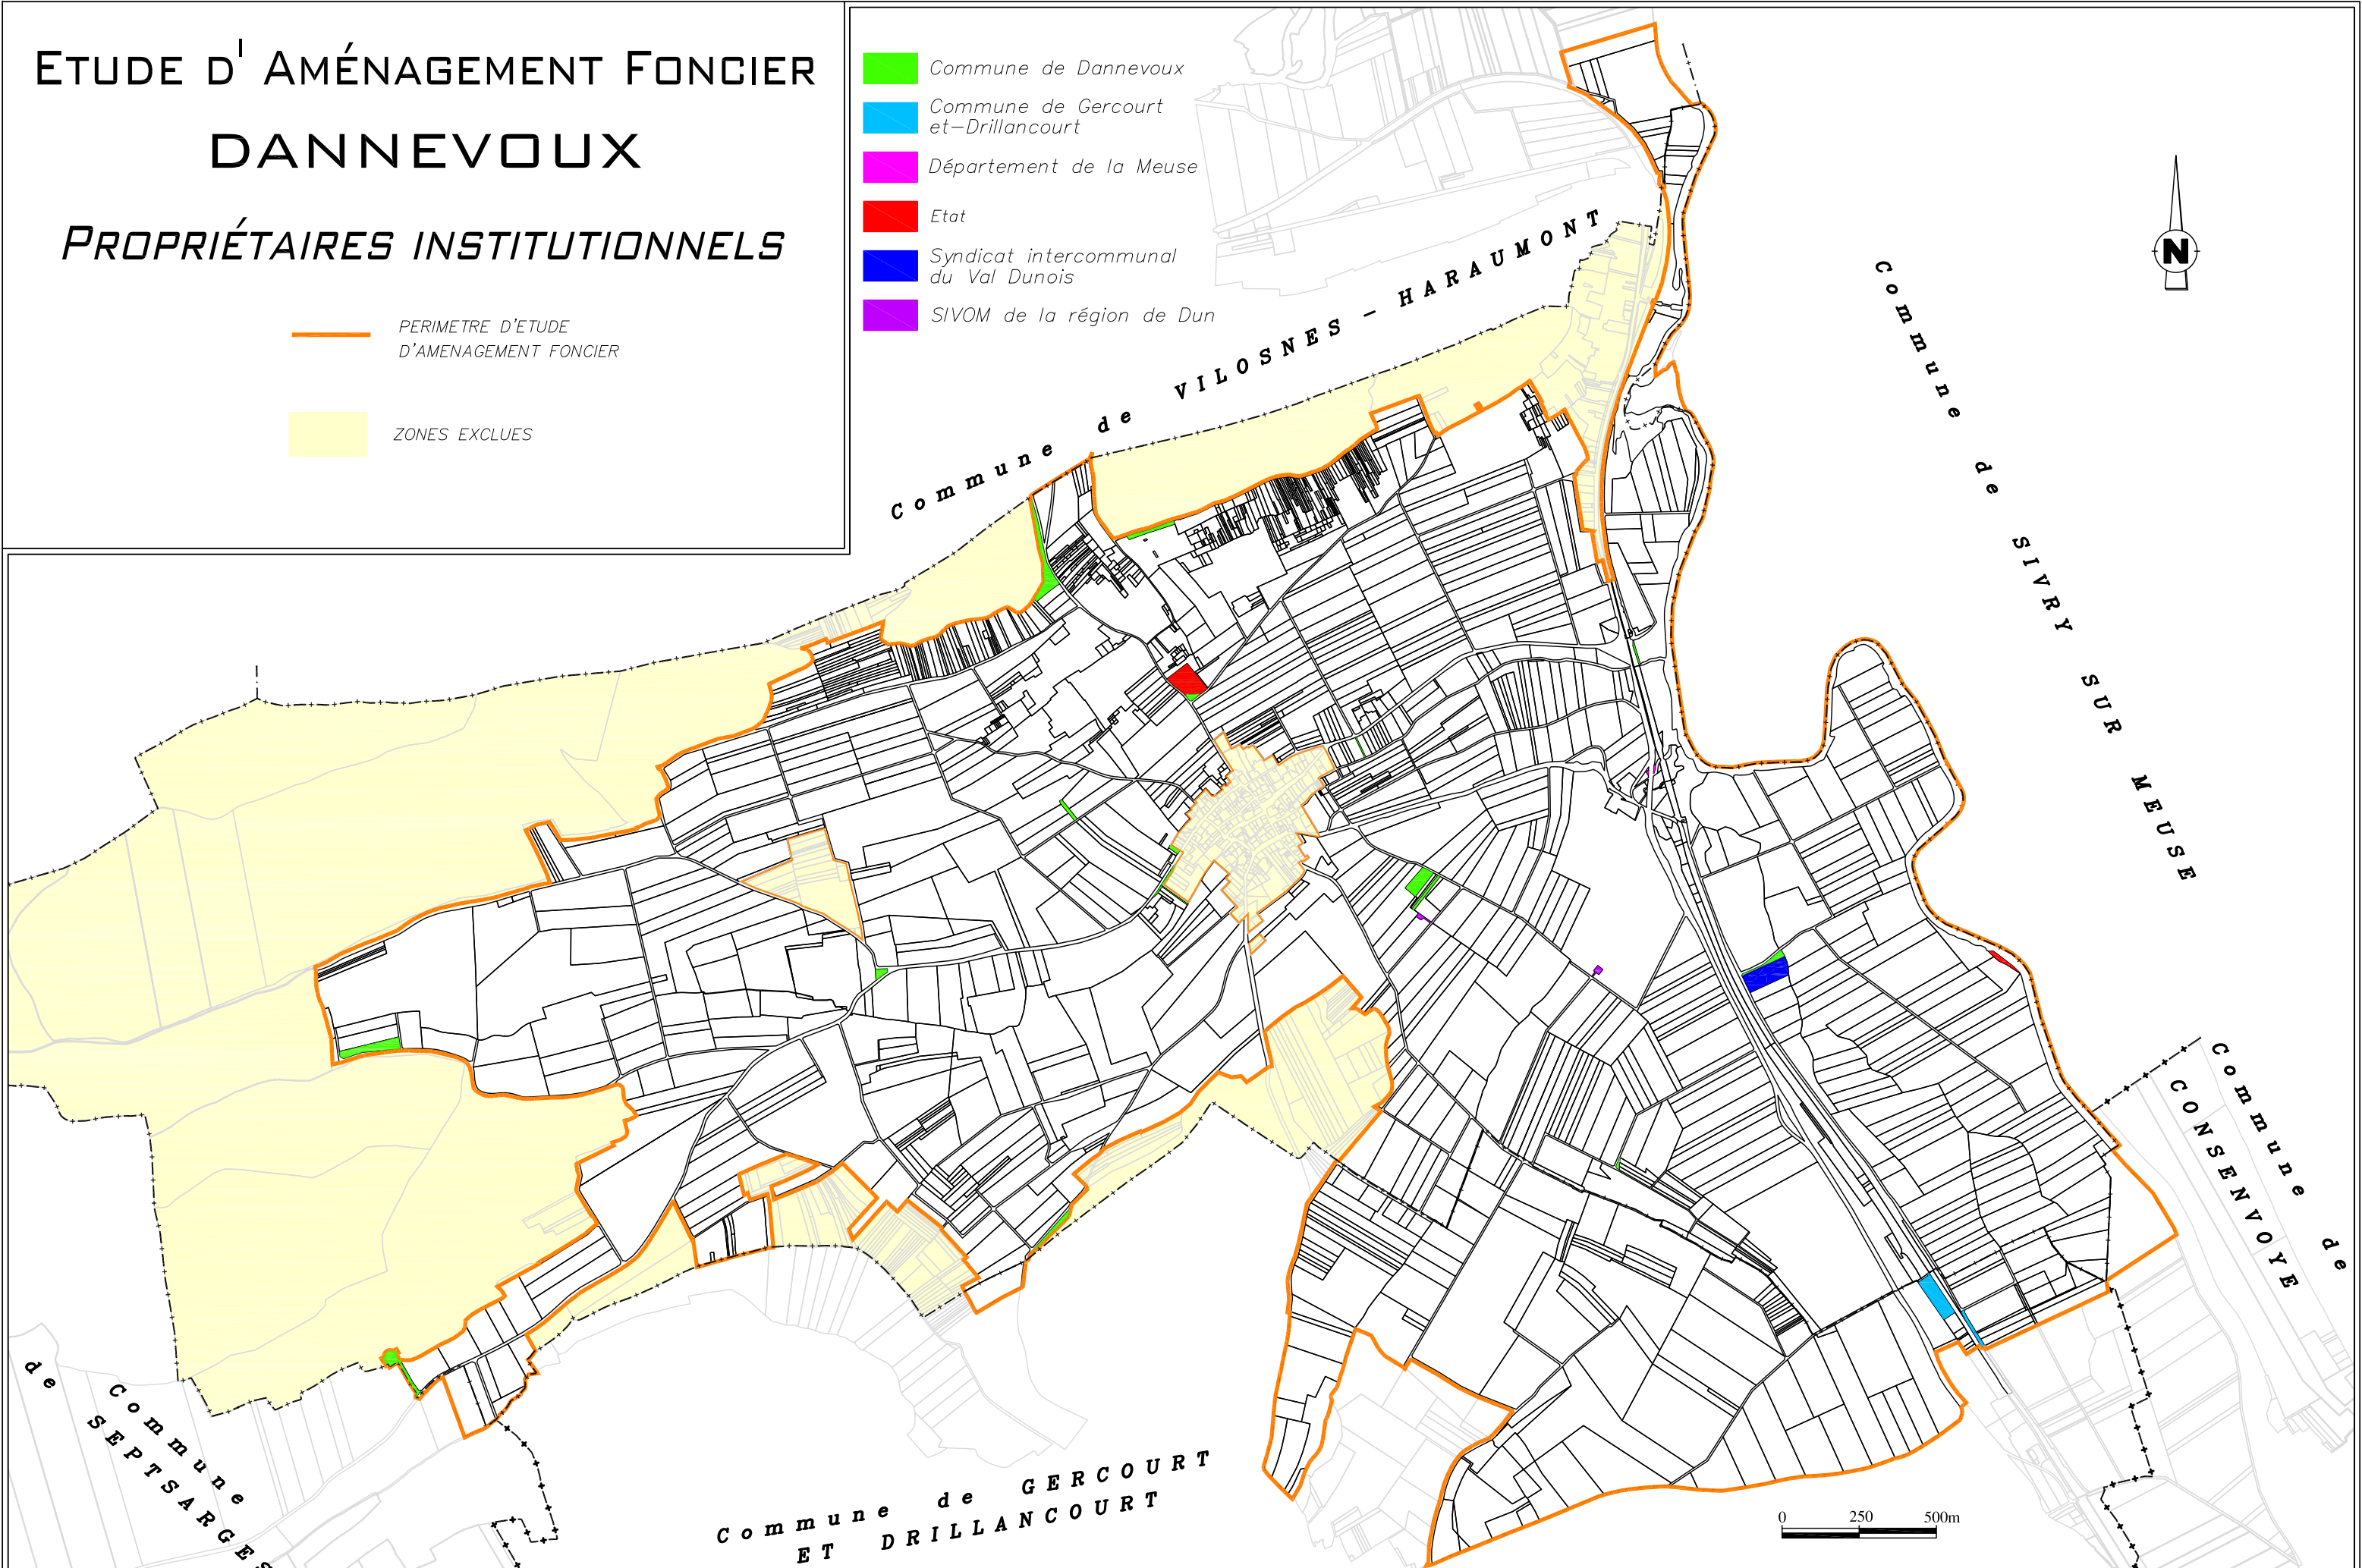 ETUDE D' AMÉNAGEMENT FONCIER
DANNEVOUX
PROPRIÉTAIRES INSTITUTIONNELS
PERIMETRE D'ETUDE
D'AMENAGEMENT FONCIER
ZONES EXCLUES
Commune de Dannevoux
Commune de Gercourt
et-Drillancourt
Département de la Meuse
Etat
Syndicat intercommunal
du Val Dunois
SIVOM de la région de Dun
N
Commune de VILOSNES - HARAUMONT
Commune de SIVRY SUR MEUSE
Commune de
CONSENVOYE
Commune de GERCOURT
ET DRILLANCOURT
Commune
de SEPTSARGES
0 250 500m